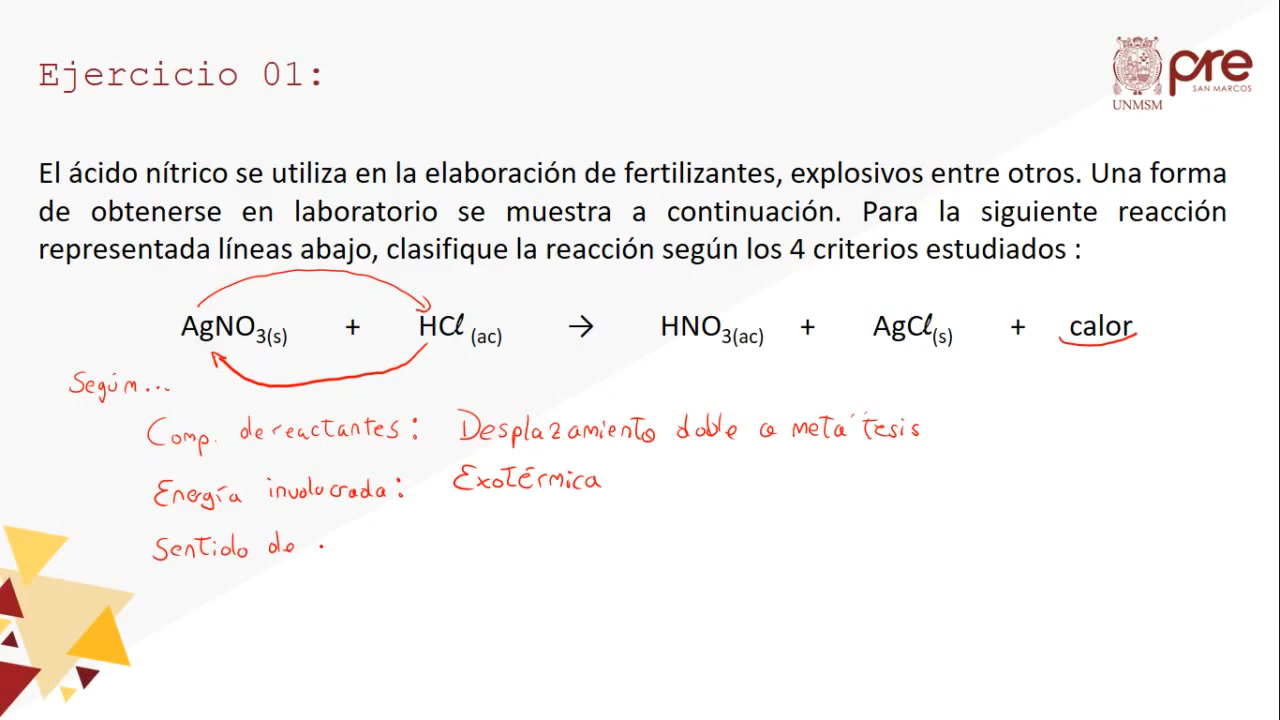 Ejercicio 01:
pre
SAN MARCOS
UNMSM
El ácido nítrico se utiliza en la elaboración de fertilizantes, explosivos entre otros. Una forma
de obtenerse en laboratorio se muestra a continuación. Para la siguiente reacción
representada líneas abajo, clasifique la reacción según los 4 criterios estudiados :
AgNO3(s) + HCℓ (ac) → HNO3(ac) + AgCℓ(s) + calor
Según...
Comp. de reactantes: Desplazamiento doble o metátesis
Energía involucrada: Exotérmica
Sentido de